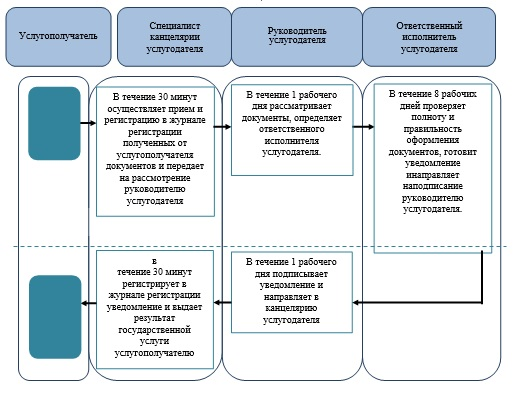 Услугополучатель
Специалист
канцелярии
услугодателя
Руководитель
услугодателя
Ответственный
исполнитель
услугодателя
В течение 30 минут
осуществляет прием и
регистрацию в журнале
регистрации
полученных от
услугополучателя
документов и передает
на рассмотрение
руководителю
услугодателя
В течение 1 рабочего
дня рассматривает
документы, определяет
ответственного
исполнителя
услугодателя.
В течение 8 рабочих
дней проверяет
полноту и
правильность
оформления
документов, готовит
уведомление
инаправляет
наподписание
руководителю
услугодателя.
в
течение 30 минут
регистрирует в
журнале регистрации
уведомление и выдает
результат
государственной
услуги
услугополучателю
В течение 1 рабочего
дня подписывает
уведомление и
направляет в
канцелярию
услугодателя